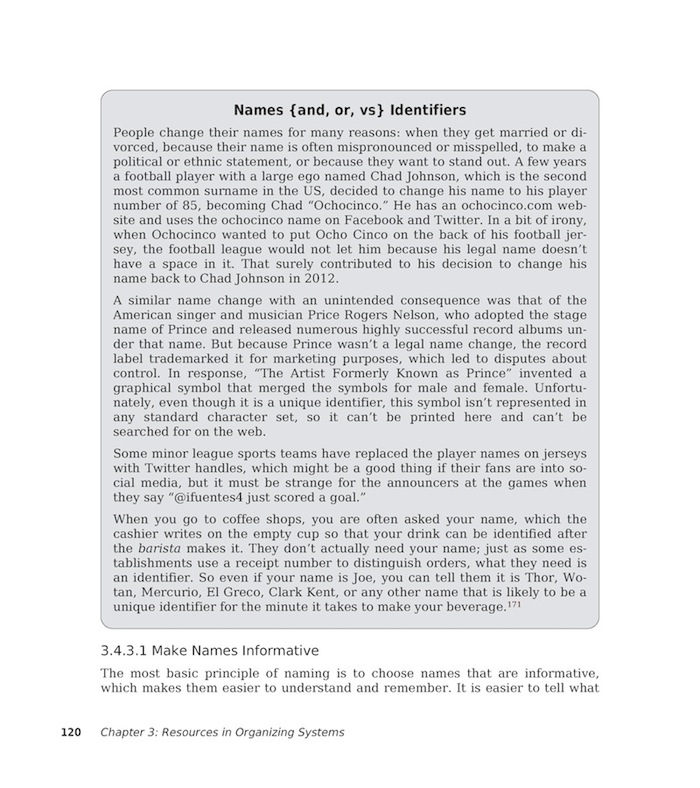 Names {and, or, vs} Identifiers
People change their names for many reasons: when they get married or di-
vorced, because their name is often mispronounced or misspelled, to make a
political or ethnic statement, or because they want to stand out. A few years
a football player with a large ego named Chad Johnson, which is the second
most common surname in the US, decided to change his name to his player
number of 85, becoming Chad “Ochocinco.” He has an ochocinco.com web-
site and uses the ochocinco name on Facebook and Twitter. In a bit of irony,
when Ochocinco wanted to put Ocho Cinco on the back of his football jer-
sey, the football league would not let him because his legal name doesn’t
have a space in it. That surely contributed to his decision to change his
name back to Chad Johnson in 2012.
A similar name change with an unintended consequence was that of the
American singer and musician Price Rogers Nelson, who adopted the stage
name of Prince and released numerous highly successful record albums un-
der that name. But because Prince wasn’t a legal name change, the record
label trademarked it for marketing purposes, which led to disputes about
control. In response, “The Artist Formerly Known as Prince” invented a
graphical symbol that merged the symbols for male and female. Unfortu-
nately, even though it is a unique identifier, this symbol isn’t represented in
any standard character set, so it can’t be printed here and can’t be
searched for on the web.
Some minor league sports teams have replaced the player names on jerseys
with Twitter handles, which might be a good thing if their fans are into so-
cial media, but it must be strange for the announcers at the games when
they say “@ifuentes4 just scored a goal.”
When you go to coffee shops, you are often asked your name, which the
cashier writes on the empty cup so that your drink can be identified after
the barista makes it. They don’t actually need your name; just as some es-
tablishments use a receipt number to distinguish orders, what they need is
an identifier. So even if your name is Joe, you can tell them it is Thor, Wo-
tan, Mercurio, El Greco, Clark Kent, or any other name that is likely to be a
unique identifier for the minute it takes to make your beverage.171
3.4.3.1 Make Names Informative
The most basic principle of naming is to choose names that are informative,
which makes them easier to understand and remember. It is easier to tell what
120 Chapter 3: Resources in Organizing Systems